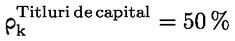 ρ_k^Titluri de capital = 50 %